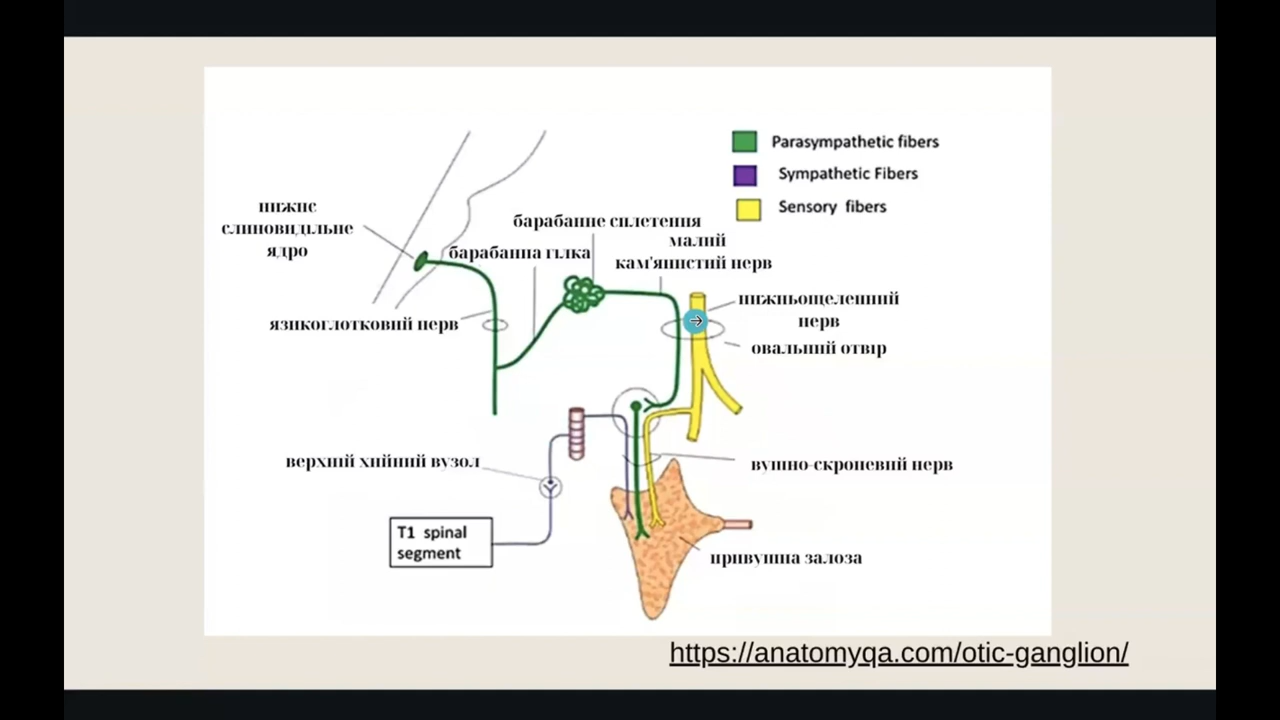 Parasympathetic fibers
Sympathetic Fibers
Sensory fibers
нижнє
слиновидільне
ядро
барабанне сплетення
барабанна гілка
малий
кам'янистий нерв
нижньощелепний
нерв
овальний отвір
язикоглотковий нерв
верхній хийний вузол
вушно-скроневий нерв
T1 spinal
segment
привушна залоза
https://anatomyqa.com/otic-ganglion/